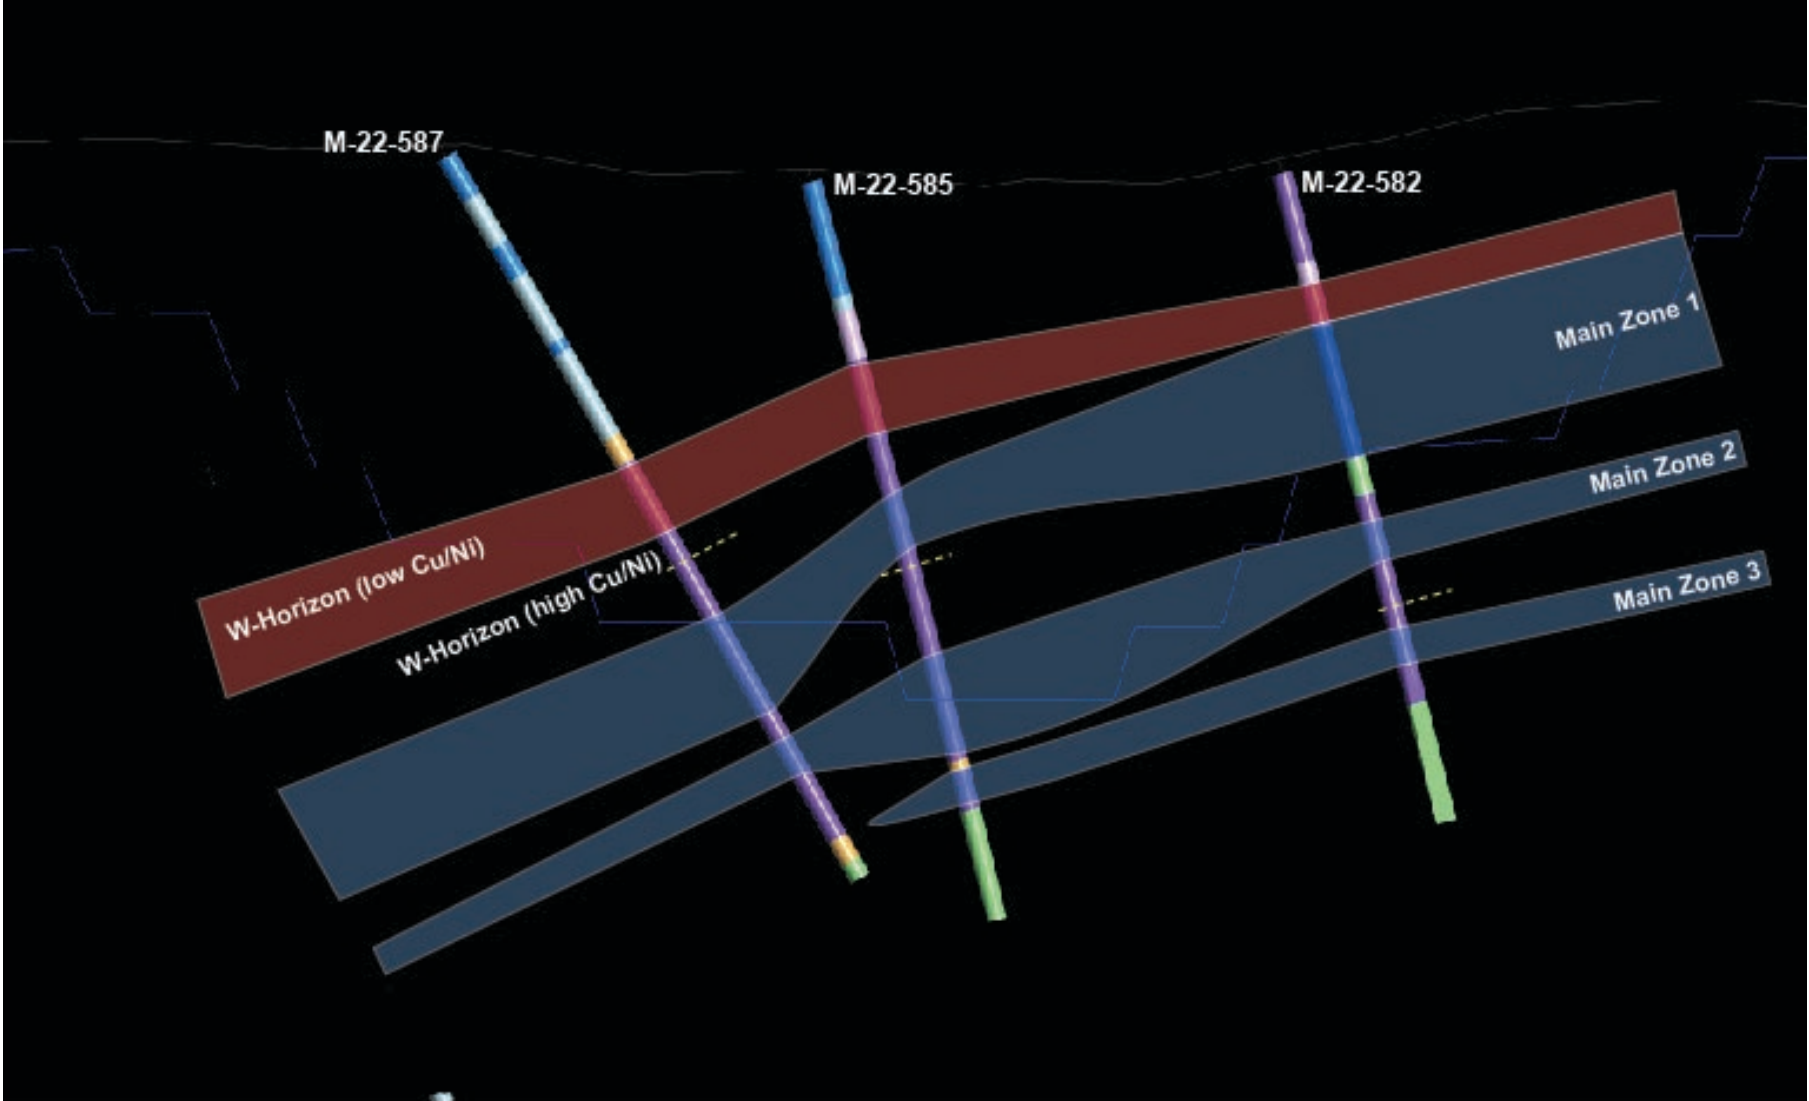 M-22-587
M-22-585
M-22-582
Main Zone 1
Main Zone 2
W-Horizon (low Cu/Ni)
W-Horizon (high Cu/Ni)
Main Zone 3